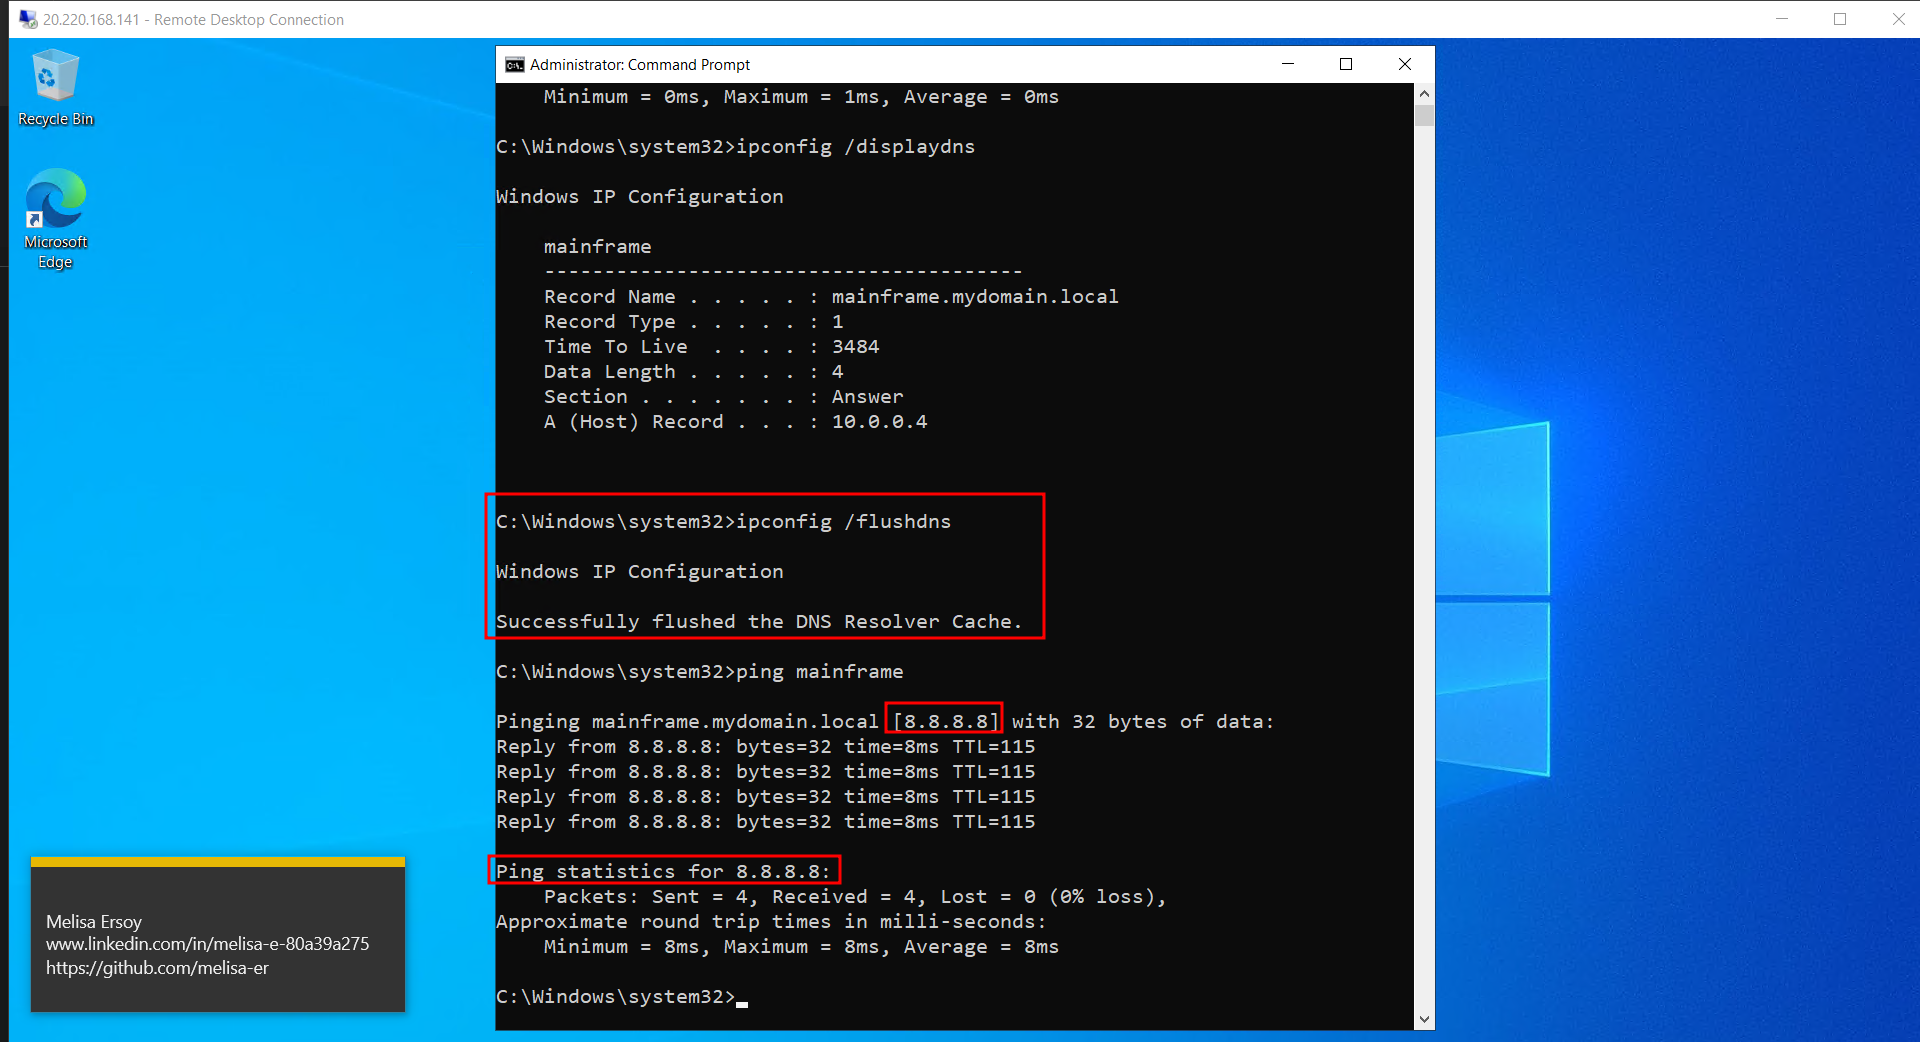 20.220.168.141 - Remote Desktop Connection
Recycle Bin
Microsoft
Edge
Administrator: Command Prompt
    Minimum = 0ms, Maximum = 1ms, Average = 0ms
C:\Windows\system32>ipconfig /displaydns
Windows IP Configuration
    mainframe
    ----------------------------------------
    Record Name . . . . . : mainframe.mydomain.local
    Record Type . . . . . : 1
    Time To Live  . . . . : 3484
    Data Length . . . . . : 4
    Section . . . . . . . : Answer
    A (Host) Record . . . : 10.0.0.4
C:\Windows\system32>ipconfig /flushdns
Windows IP Configuration
Successfully flushed the DNS Resolver Cache.
C:\Windows\system32>ping mainframe
Pinging mainframe.mydomain.local [8.8.8.8] with 32 bytes of data:
Reply from 8.8.8.8: bytes=32 time=8ms TTL=115
Reply from 8.8.8.8: bytes=32 time=8ms TTL=115
Reply from 8.8.8.8: bytes=32 time=8ms TTL=115
Reply from 8.8.8.8: bytes=32 time=8ms TTL=115
Ping statistics for 8.8.8.8:
    Packets: Sent = 4, Received = 4, Lost = 0 (0% loss),
Approximate round trip times in milli-seconds:
    Minimum = 8ms, Maximum = 8ms, Average = 8ms
C:\Windows\system32>
Melisa Ersoy
www.linkedin.com/in/melisa-e-80a39a275
https://github.com/melisa-er